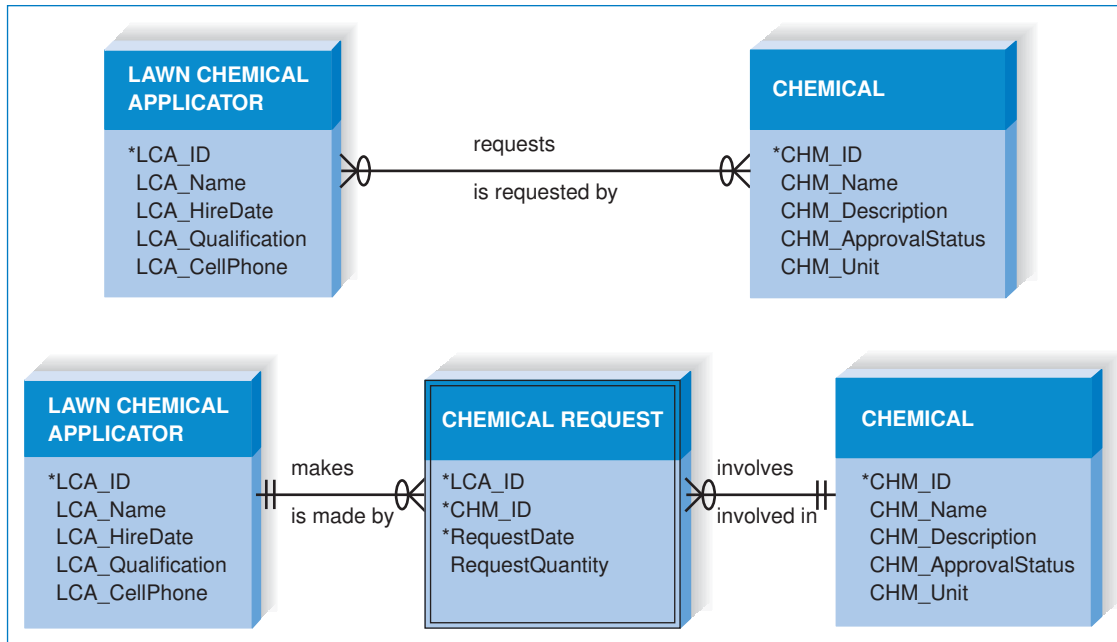 LAWN CHEMICAL
APPLICATOR
*LCA_ID
LCA_Name
LCA_HireDate
LCA_Qualification
LCA_CellPhone
requests
is requested by
CHEMICAL
*CHM_ID
CHM_Name
CHM_Description
CHM_ApprovalStatus
CHM_Unit
LAWN CHEMICAL
APPLICATOR
*LCA_ID
LCA_Name
LCA_HireDate
LCA_Qualification
LCA_CellPhone
makes
is made by
CHEMICAL REQUEST
*LCA_ID
*CHM_ID
*RequestDate
RequestQuantity
involves
involved in
CHEMICAL
*CHM_ID
CHM_Name
CHM_Description
CHM_ApprovalStatus
CHM_Unit